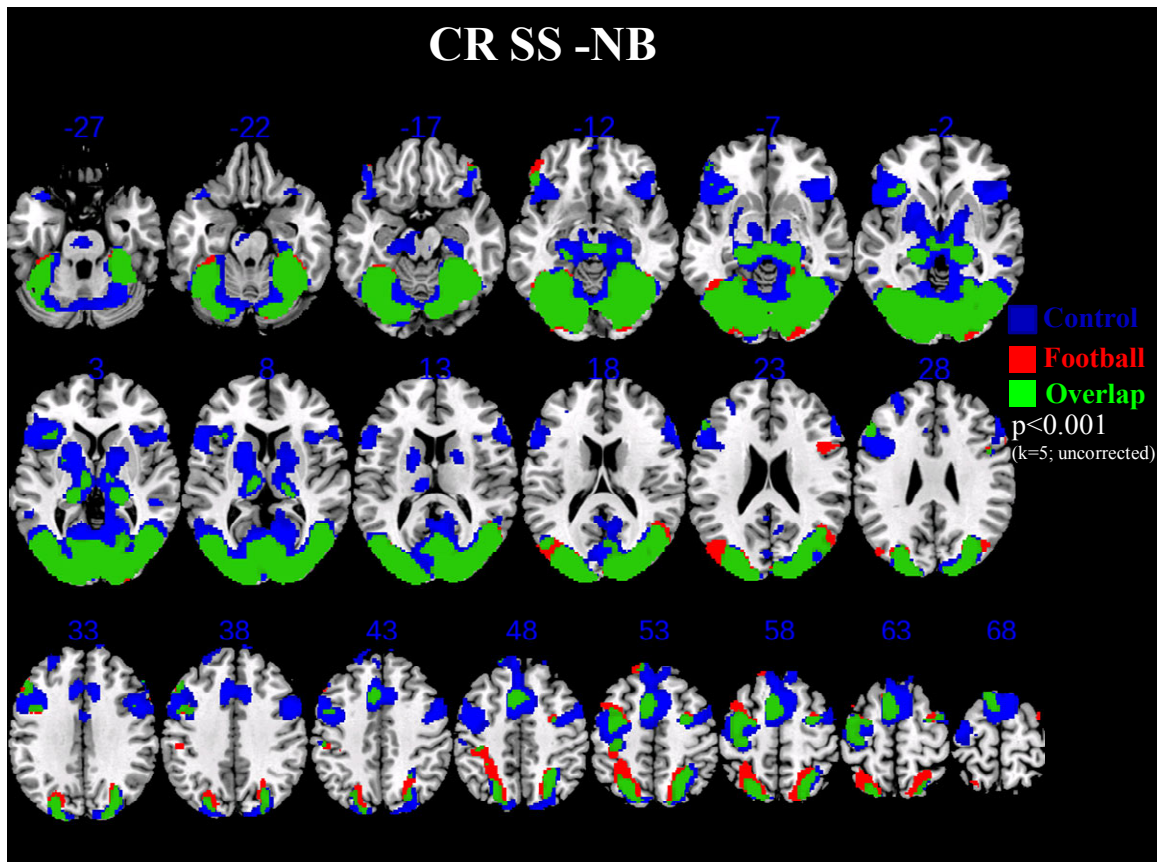 CR SS -NB
-27 -22 -17 -12 -7 -2
Control
Football
Overlap
p<0.001
(k=5; uncorrected)
3 8 13 18 23 28
33 38 43 48 53 58 63 68